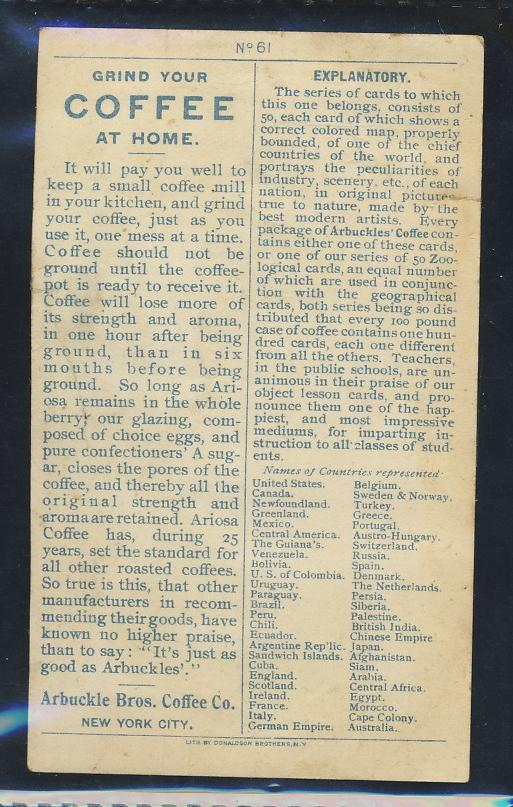 No 61
GRIND YOUR
COFFEE
AT HOME.
It will pay you well to
keep a small coffee mill
in your kitchen, and grind
your coffee, just as you
use it, one mess at a time.
Coffee should not be
ground until the coffee-
pot is ready to receive it.
Coffee will lose more of
its strength and aroma,
in one hour after being
ground, than in six
months before being
ground. So long as Ari-
osa remains in the whole
berry, our glazing, com-
posed of choice eggs, and
pure confectioners' A sug-
ar, closes the pores of the
coffee, and thereby all the
original strength and
aroma are retained. Ariosa
Coffee has, during 25
years, set the standard for
all other roasted coffees.
So true is this, that other
manufacturers in recom-
mending their goods, have
known no higher praise,
than to say: "It's just as
good as Arbuckles'."
Arbuckle Bros. Coffee Co.
NEW YORK CITY.
EXPLANATORY.
The series of cards to which
this one belongs, consists of
50, each card of which shows a
correct colored map, properly
bounded, of one of the chief
countries of the world, and
portrays the peculiarities of
industry, scenery, etc., of each
nation, in original pictures
true to nature, made by the
best modern artists. Every
package of Arbuckles' Coffee con-
tains either one of these cards,
or one of our series of 50 Zoo-
logical cards, an equal number
of which are used in conjunc-
tion with the geographical
cards, both series being so dis-
tributed that every 100 pound
case of coffee contains one hun-
dred cards, each one different
from all the others. Teachers,
in the public schools, are un-
animous in their praise of our
object lesson cards, and pro-
nounce them one of the hap-
piest, and most impressive
mediums, for imparting in-
struction to all classes of stud-
ents.
Names of Countries represented
United States.
Canada.
Newfoundland.
Greenland.
Mexico.
Central America.
The Guiana's.
Venezuela.
Bolivia.
U. S. of Colombia.
Uruguay.
Paraguay.
Brazil.
Peru.
Chili.
Ecuador.
Argentine Rep'lic.
Sandwich Islands.
Cuba.
England.
Scotland.
Ireland.
France.
Italy.
German Empire.
Belgium.
Sweden & Norway.
Turkey.
Greece.
Portugal.
Austro-Hungary.
Switzerland.
Russia.
Spain.
Denmark.
The Netherlands.
Persia.
Siberia.
Palestine.
British India.
Chinese Empire
Japan.
Afghanistan.
Siam.
Arabia.
Central Africa.
Egypt.
Morocco.
Cape Colony.
Australia.
LITH. BY DONALDSON BROTHERS, N.Y